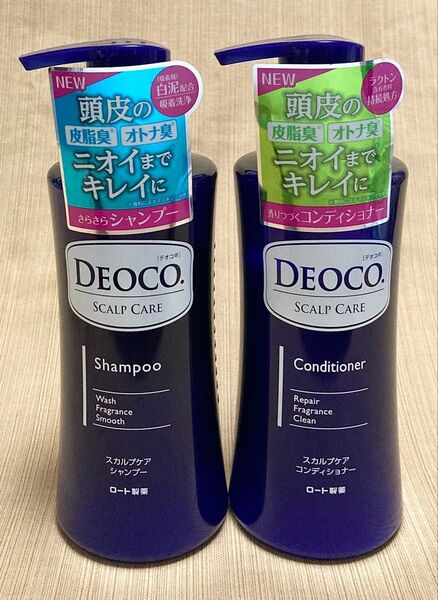 NEW
(吸着剤)
白泥配合
吸着洗浄
頭皮の
皮脂臭 オトナ臭
ニオイまで
キレイに
さらさらシャンプー
(デオコ®)
DEOCO.
SCALP CARE
Shampoo
Wash
Fragrance
Smooth
スカルプケア
シャンプー
ロート製薬
NEW
ラクトン
含有香料
持続処方
頭皮の
皮脂臭 オトナ臭
ニオイまで
キレイに
香りつづくコンディショナー
(デオコ®)
DEOCO.
SCALP CARE
Conditioner
Repair
Fragrance
Clean
スカルプケア
コンディショナー
ロート製薬